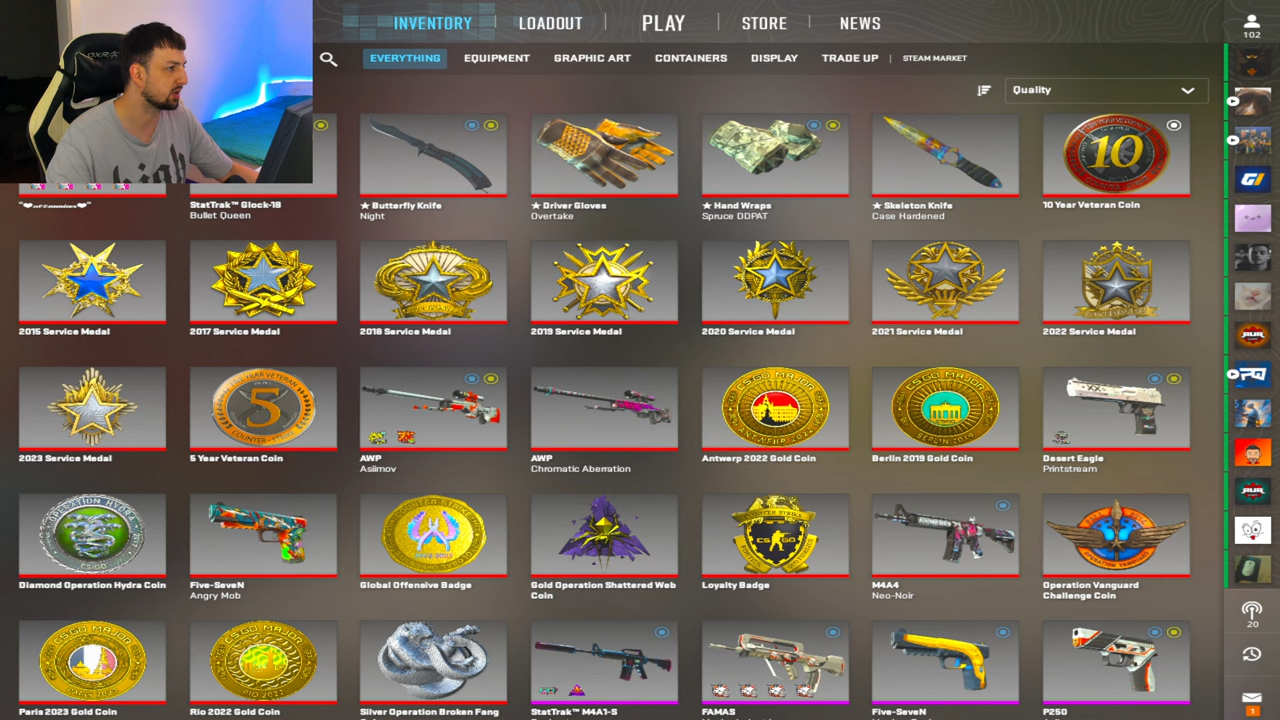 INVENTORY
LOADOUT
PLAY
STORE
NEWS
102
EVERYTHING
EQUIPMENT
GRAPHIC ART
CONTAINERS
DISPLAY
TRADE UP
STEAM MARKET
Quality
StatTrak™ Glock-18
Bullet Queen
★ Butterfly Knife
Night
★ Driver Gloves
Overtake
★ Hand Wraps
Spruce DDPAT
★ Skeleton Knife
Case Hardened
10
10 Year Veteran Coin
2015 Service Medal
2017 Service Medal
2018 Service Medal
2019 Service Medal
2020 Service Medal
2021 Service Medal
2022 Service Medal
2023 Service Medal
5
5 Year Veteran Coin
AWP
Asiimov
AWP
Chromatic Aberration
Antwerp 2022 Gold Coin
Berlin 2019 Gold Coin
Desert Eagle
Printstream
Diamond Operation Hydra Coin
Five-SeveN
Angry Mob
Global Offensive Badge
Gold Operation Shattered Web
Coin
CS GO
Loyalty Badge
M4A4
Neo-Noir
Operation Vanguard
Challenge Coin
20
Paris 2023 Gold Coin
Rio 2022 Gold Coin
Silver Operation Broken Fang
StatTrak™ M4A1-S
FAMAS
Five-SeveN
P250
1